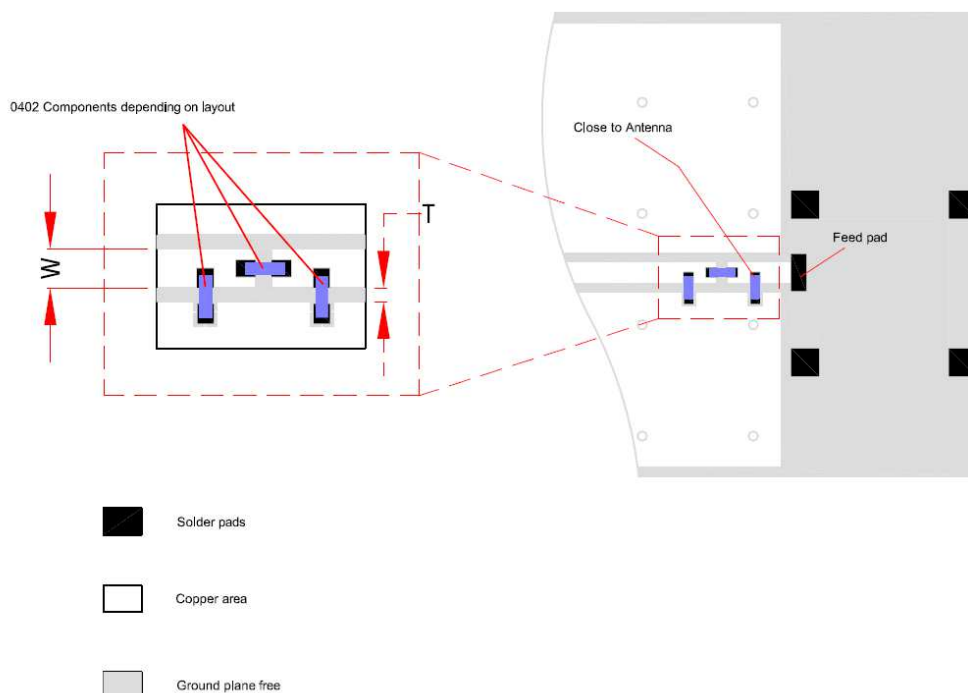 0402 Components depending on layout
Close to Antenna
T
W
Feed pad
Solder pads
Copper area
Ground plane free